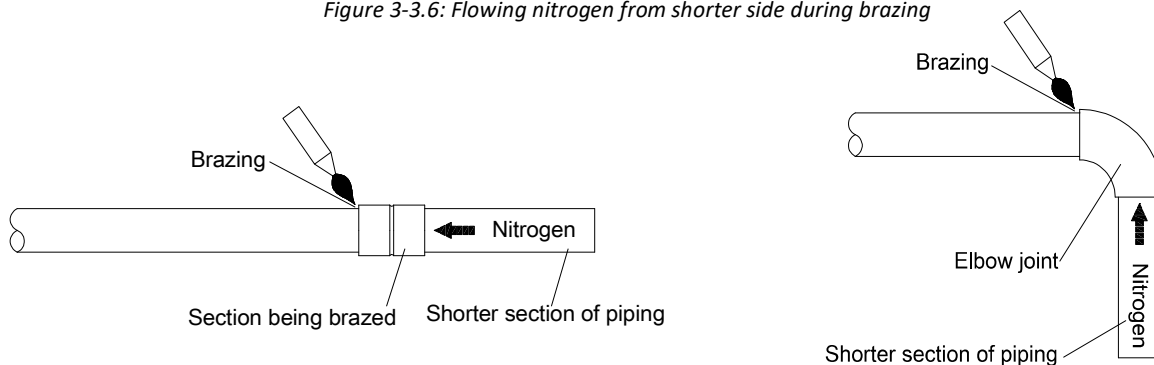 Figure 3-3.6: Flowing nitrogen from shorter side during brazing
Brazing
Nitrogen
Section being brazed
Shorter section of piping
Brazing
Elbow joint
Nitrogen
Shorter section of piping